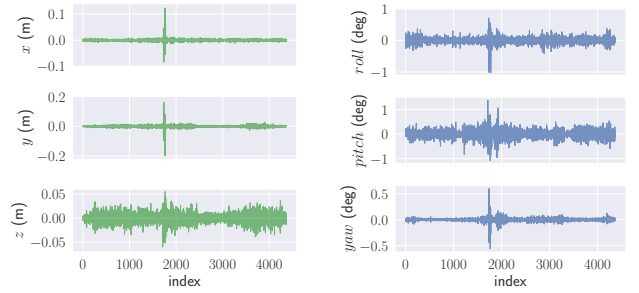 x (m)
0.1
0.0
−0.1
y (m)
0.2
0.0
−0.2
z (m)
0.05
0.00
−0.05
0 1000 2000 3000 4000
index
roll (deg)
1
0
−1
pitch (deg)
1
0
−1
yaw (deg)
0.5
0.0
−0.5
0 1000 2000 3000 4000
index